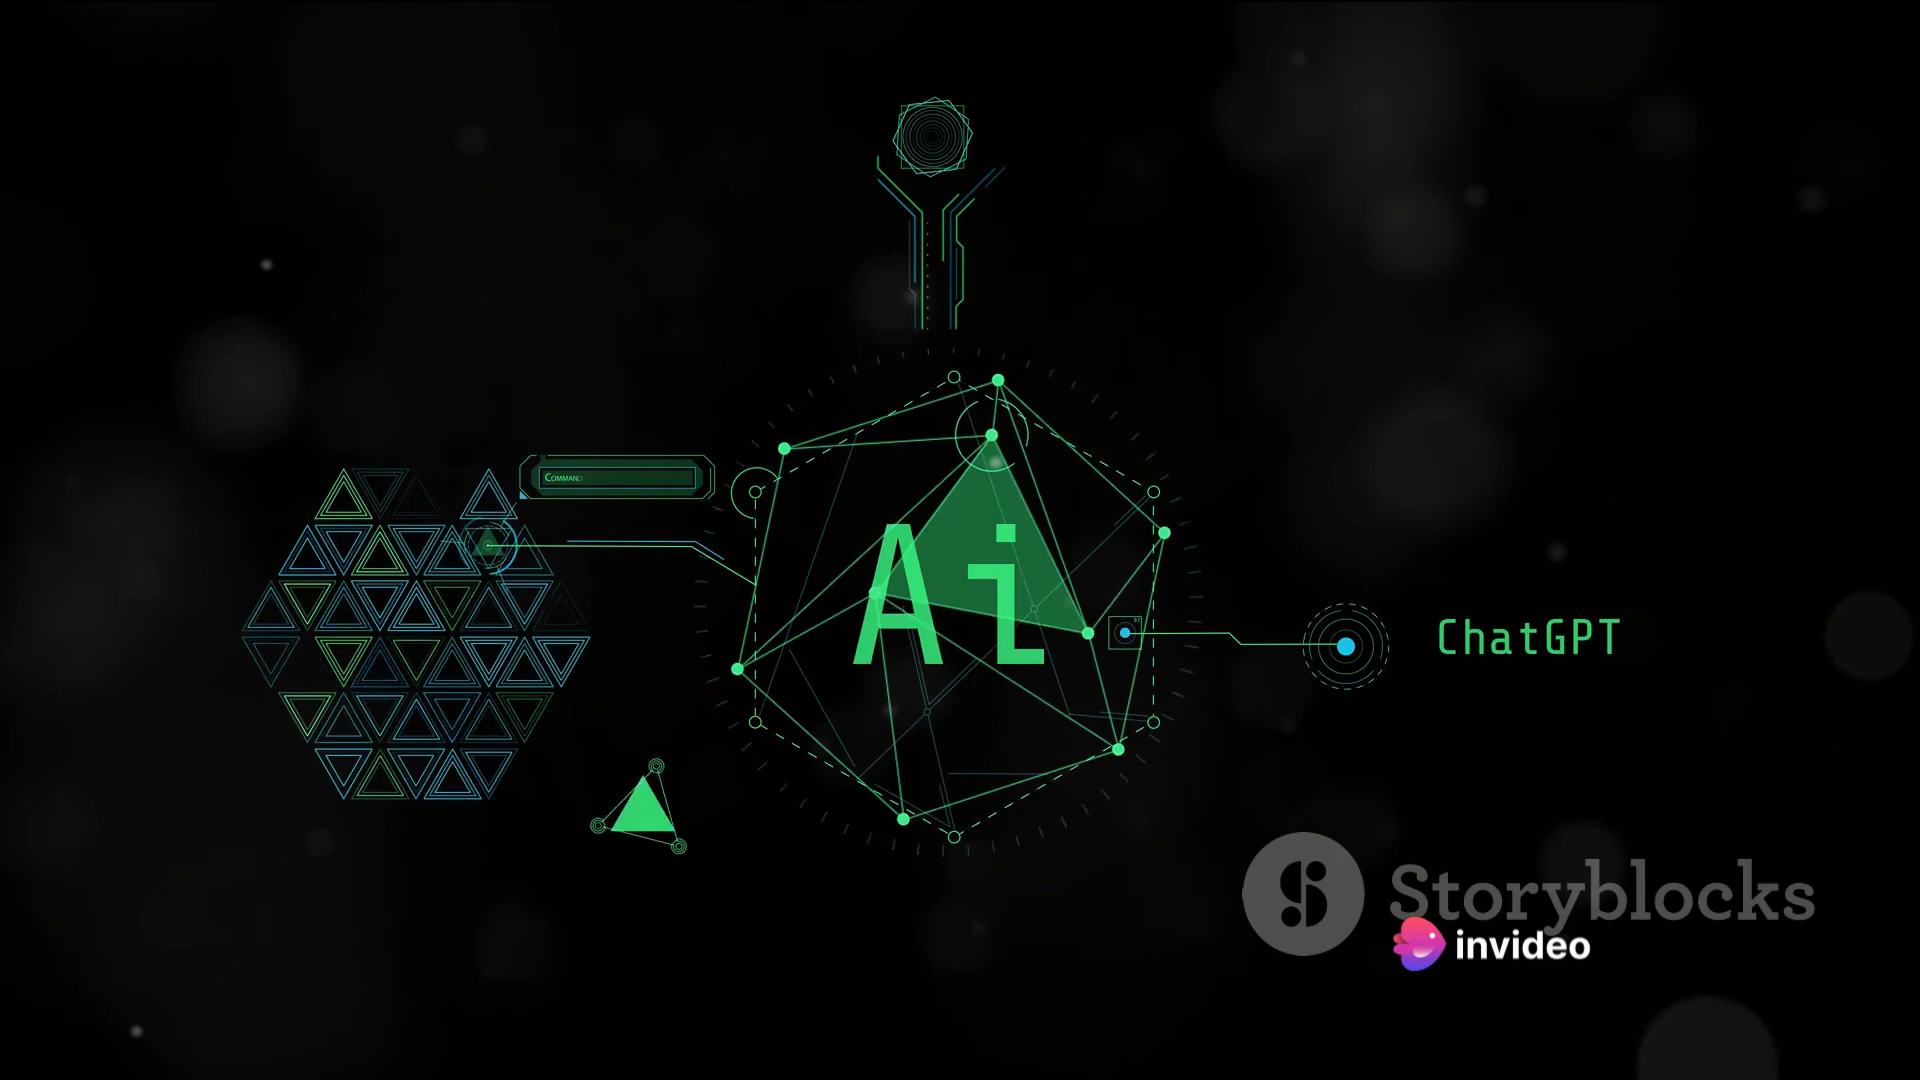 Command
Ai
ChatGPT
Storyblocks
invideo